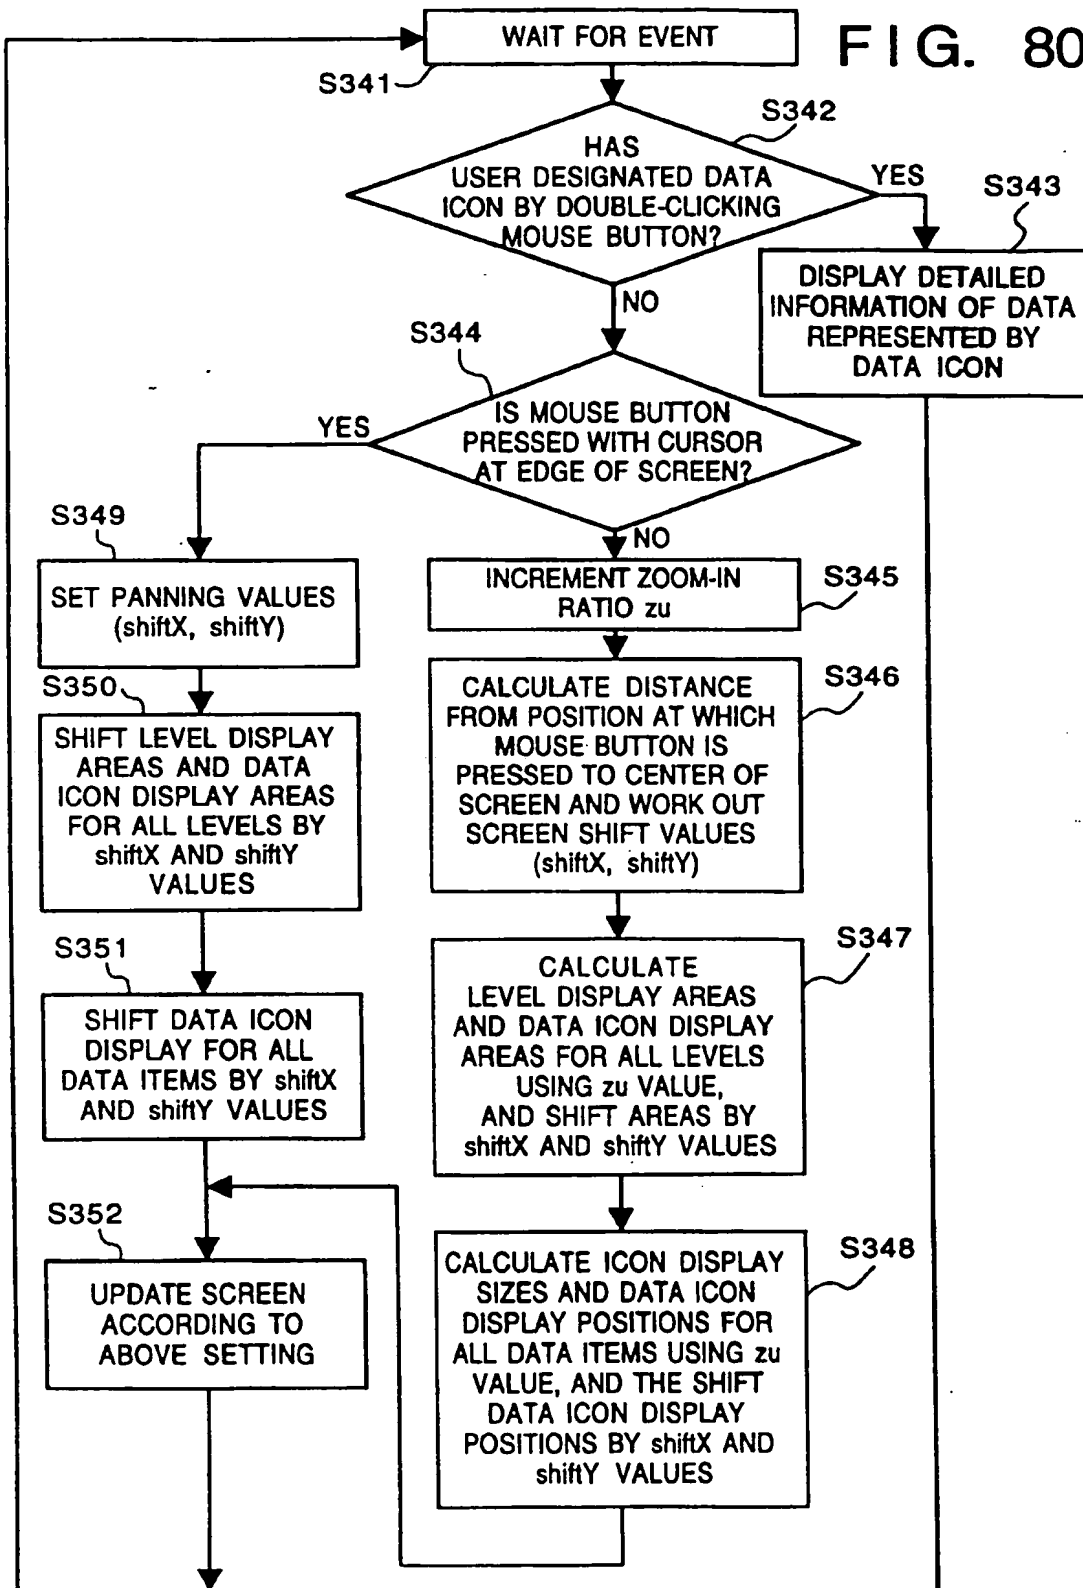 FIG. 80
WAIT FOR EVENT
S341
S342
HAS
USER DESIGNATED DATA
ICON BY DOUBLE-CLICKING
MOUSE BUTTON?
YES
S343
DISPLAY DETAILED
INFORMATION OF DATA
REPRESENTED BY
DATA ICON
NO
S344
IS MOUSE BUTTON
PRESSED WITH CURSOR
AT EDGE OF SCREEN?
YES
NO
S349
SET PANNING VALUES
(shiftX, shiftY)
S350
SHIFT LEVEL DISPLAY
AREAS AND DATA
ICON DISPLAY AREAS
FOR ALL LEVELS BY
shiftX AND shiftY
VALUES
S351
SHIFT DATA ICON
DISPLAY FOR ALL
DATA ITEMS BY shiftX
AND shiftY VALUES
S352
UPDATE SCREEN
ACCORDING TO
ABOVE SETTING
INCREMENT ZOOM-IN
RATIO zu
S345
CALCULATE DISTANCE
FROM POSITION AT WHICH
MOUSE BUTTON IS
PRESSED TO CENTER OF
SCREEN AND WORK OUT
SCREEN SHIFT VALUES
(shiftX, shiftY)
S346
CALCULATE
LEVEL DISPLAY AREAS
AND DATA ICON DISPLAY
AREAS FOR ALL LEVELS
USING zu VALUE,
AND SHIFT AREAS BY
shiftX AND shiftY VALUES
S347
CALCULATE ICON DISPLAY
SIZES AND DATA ICON
DISPLAY POSITIONS FOR
ALL DATA ITEMS USING zu
VALUE, AND THE SHIFT
DATA ICON DISPLAY
POSITIONS BY shiftX AND
shiftY VALUES
S348